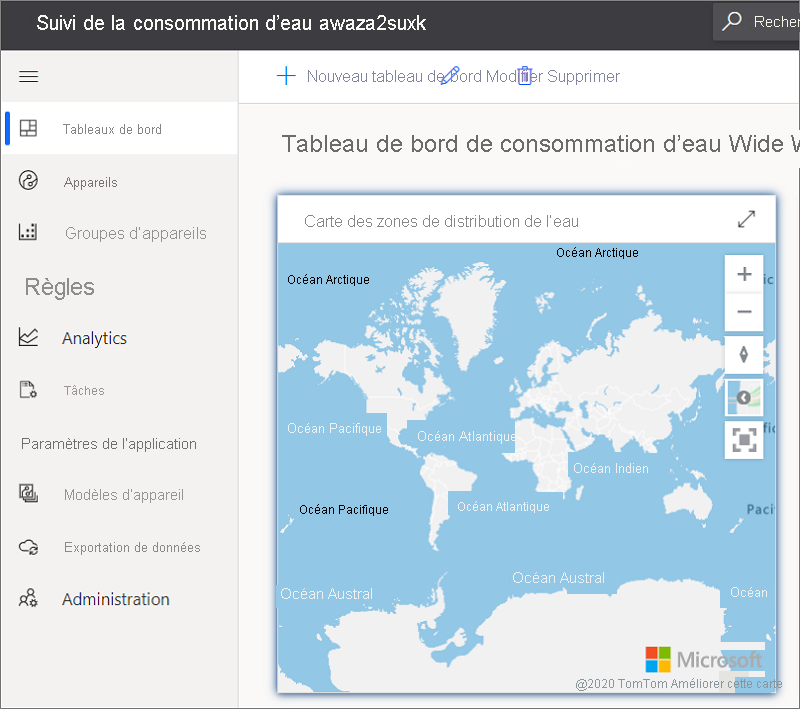 Suivi de la consommation d'eau awaza2suxk
Recher
Nouveau tableau de bord Modifier Supprimer
Tableaux de bord
Appareils
Groupes d'appareils
Règles
Analytics
Tâches
Paramètres de l'application
Modèles d'appareil
Exportation de données
Administration
Tableau de bord de consommation d'eau Wide W
Carte des zones de distribution de l'eau
Océan Arctique
Océan Arctique
ic
Océan Pacifique
Océan Atlantique
fic
Océan Indien
Océan Pacifique
Océan Atlantique
Paci
Océan Austral
Océan Austral
Océan
Microsoft
@2020 TomTom Améliorer cette carte